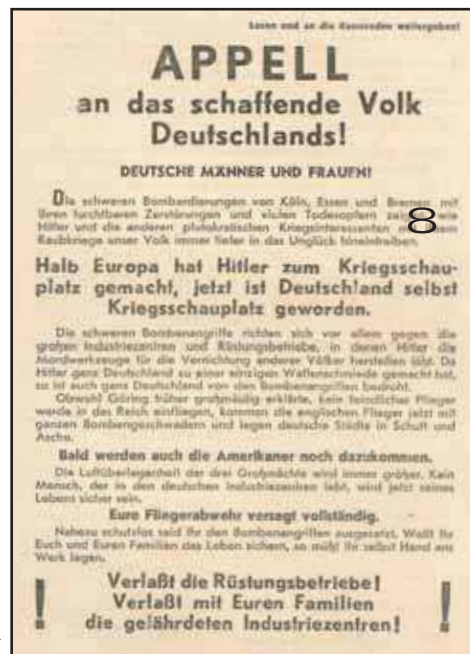 Lesen und an die Kameraden weitergeben!
APPELL
an das schaffende Volk
Deutschlands!
DEUTSCHE MÄNNER UND FRAUEN!
Die schweren Bombardierungen von Köln, Essen und Bremen mit
ihren furchtbaren Zerstörungen und vielen Todesopfern wie
Hitler und die anderen plutokratischen Kriegsinteressenten
8
Raubkriege unser Volk immer tiefer in das Unglück hineintreiben.
Halb Europa hat Hitler zum Kriegsschau-
platz gemacht, jetzt ist Deutschland selbst
Kriegsschauplatz geworden.
Die schweren Bombenangriffe richten sich vor allem gegen die
großen Industriezentren und Rüstungsbetriebe, in denen Hitler die
Mordwerkzeuge für die Vernichtung anderer Völker herstellen läßt. Da
Hitler ganz Deutschland zu einer einzigen Waffenschmiede gemacht hat,
so ist auch ganz Deutschland von den Bombenangriffen bedroht.
Obwohl Göring früher großmäulig erklärte, kein feindlicher Flieger
werde in das Reich einfliegen, kommen die englischen Flieger jetzt mit
ganzen Bombengeschwadern und legen deutsche Städte in Schutt und
Asche.
Bald werden auch die Amerikaner noch dazukommen.
Die Luftüberlegenheit der drei Großmächte wird immer größer. Kein
Mensch, der in den deutschen Industriezentren lebt, wird jetzt seines
Lebens sicher sein.
Eure Fliegerabwehr versagt vollständig.
Nahezu schutzlos seid Ihr den Bombenangriffen ausgesetzt. Wollt Ihr
Euch und Euren Familien das Leben sichern, so müßt Ihr selbst Hand ans
Werk legen.
! Verlaßt die Rüstungsbetriebe! !
Verlaßt mit Euren Familien
die gefährdeten Industriezentren!